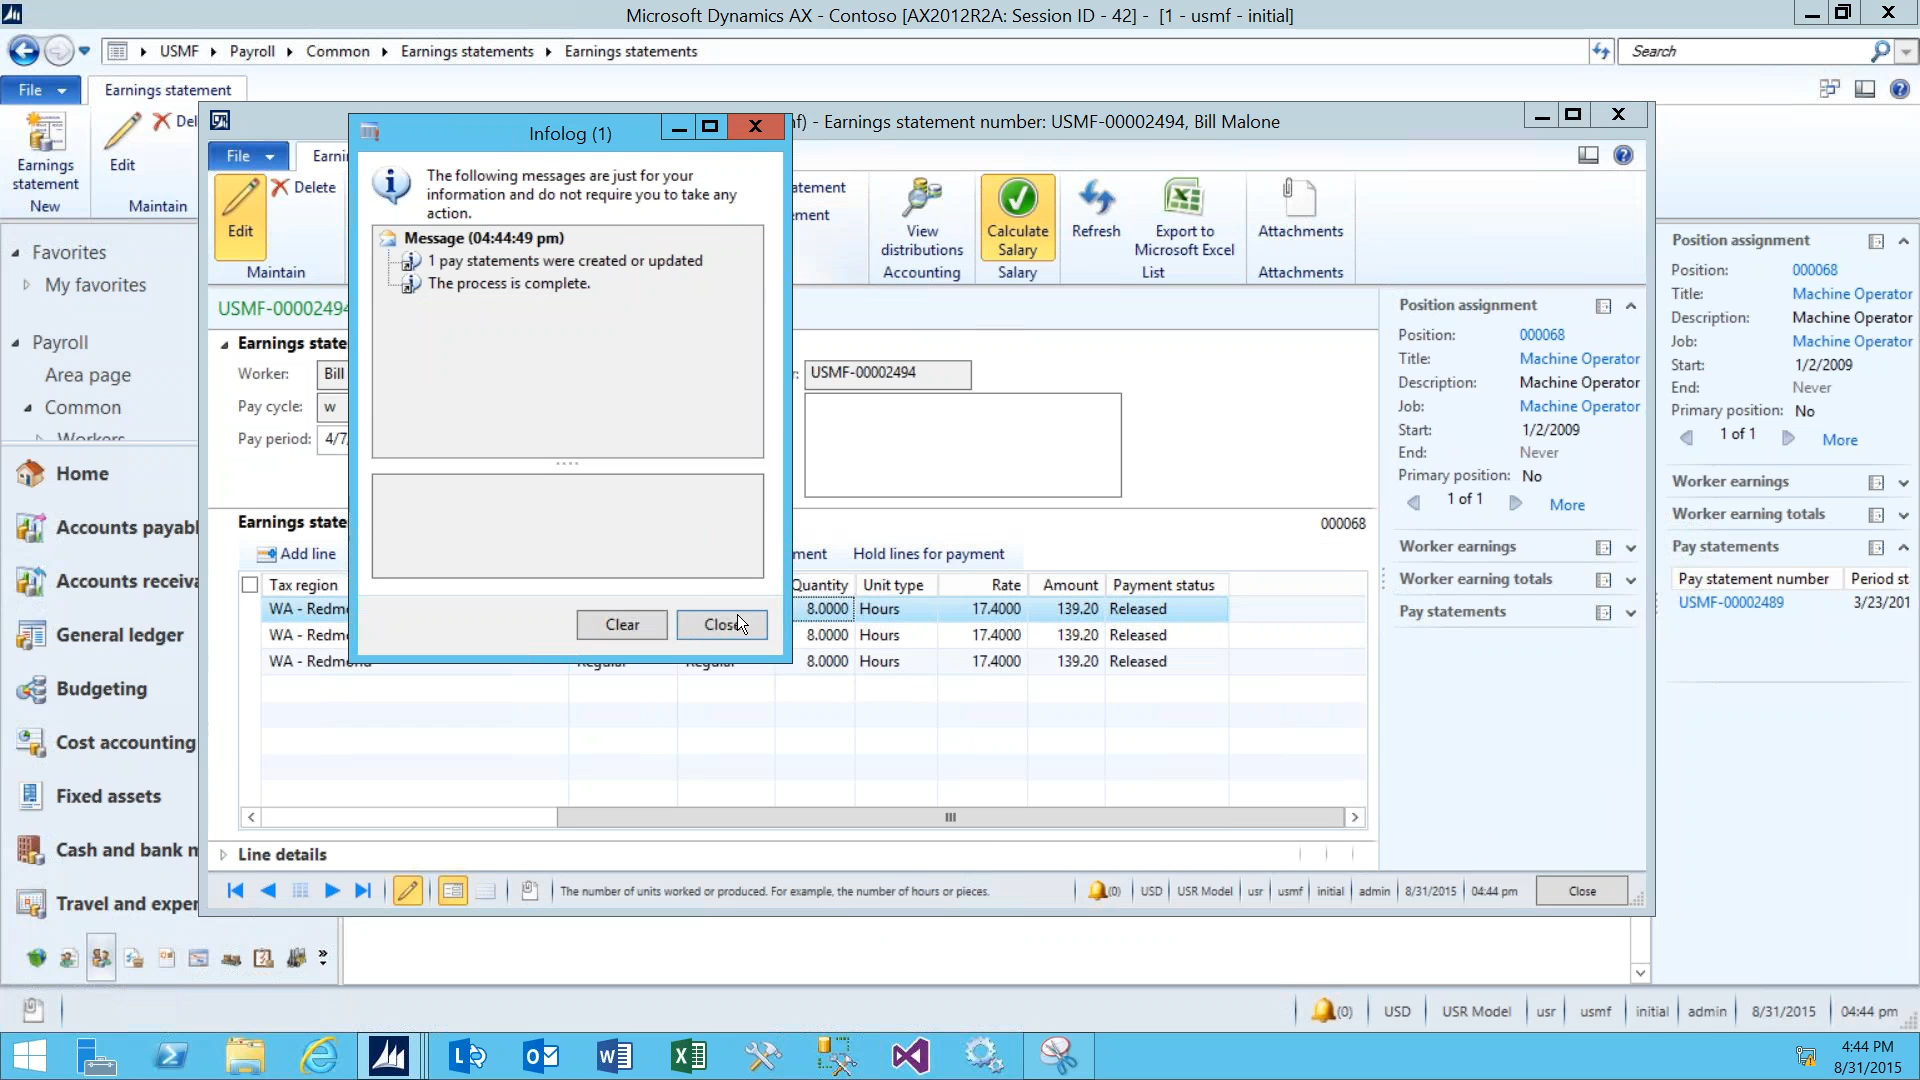 Microsoft Dynamics AX - Contoso [AX2012R2A: Session ID - 42] - [1 - usmf - initial]
USMF Payroll Common Earnings statements Earnings statements
Search
File Earnings statement
Earnings statement
New
Edit
Del
Maintain
Favorites
My favorites
Payroll
Area page
Common
Workers
Home
Accounts payabl
Accounts receiva
General ledger
Budgeting
Cost accounting
Fixed assets
Cash and bank m
Travel and exper
f) - Earnings statement number: USMF-00002494, Bill Malone
File Earni
Edit
Delete
Maintain
atement
ment
View distributions
Accounting
Calculate Salary
Salary
Refresh
Export to Microsoft Excel
List
Attachments
Attachments
USMF-00002494
Earnings state
Worker: Bill
Pay cycle: w
Pay period: 4/7/
: USMF-00002494
Earnings state
000068
Add line
ment Hold lines for payment
Tax region Quantity Unit type Rate Amount Payment status
WA - Redmo 8.0000 Hours 17.4000 139.20 Released
WA - Redmo 8.0000 Hours 17.4000 139.20 Released
WA - Redmond Regular Regular 8.0000 Hours 17.4000 139.20 Released
Line details
The number of units worked or produced. For example, the number of hours or pieces.
(0) USD USR Model usr usmf initial admin 8/31/2015 04:44 pm Close
Infolog (1)
The following messages are just for your
information and do not require you to take any
action.
Message (04:44:49 pm)
1 pay statements were created or updated
The process is complete.
Clear Close
Position assignment
Position: 000068
Title: Machine Operator
Description: Machine Operator
Job: Machine Operator
Start: 1/2/2009
End: Never
Primary position: No
1 of 1 More
Worker earnings
Worker earning totals
Pay statements
Position assignment
Position: 000068
Title: Machine Operator
Description: Machine Operator
Job: Machine Operator
Start: 1/2/2009
End: Never
Primary position: No
1 of 1 More
Worker earnings
Worker earning totals
Pay statements
Pay statement number Period st
USMF-00002489 3/23/201
(0) USD USR Model usr usmf initial admin 8/31/2015 04:44 pm
4:44 PM
8/31/2015